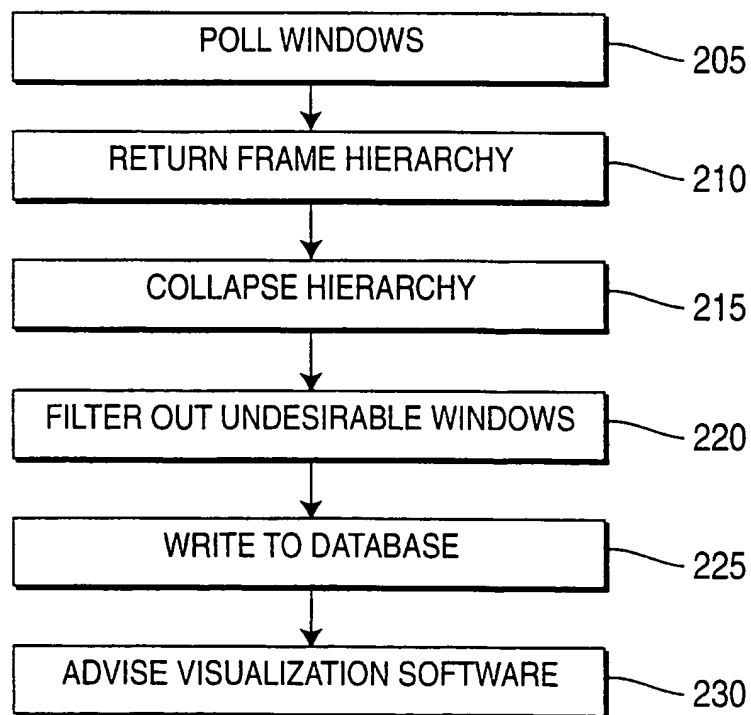 POLL WINDOWS
205
RETURN FRAME HIERARCHY
210
COLLAPSE HIERARCHY
215
FILTER OUT UNDESIRABLE WINDOWS
220
WRITE TO DATABASE
225
ADVISE VISUALIZATION SOFTWARE
230